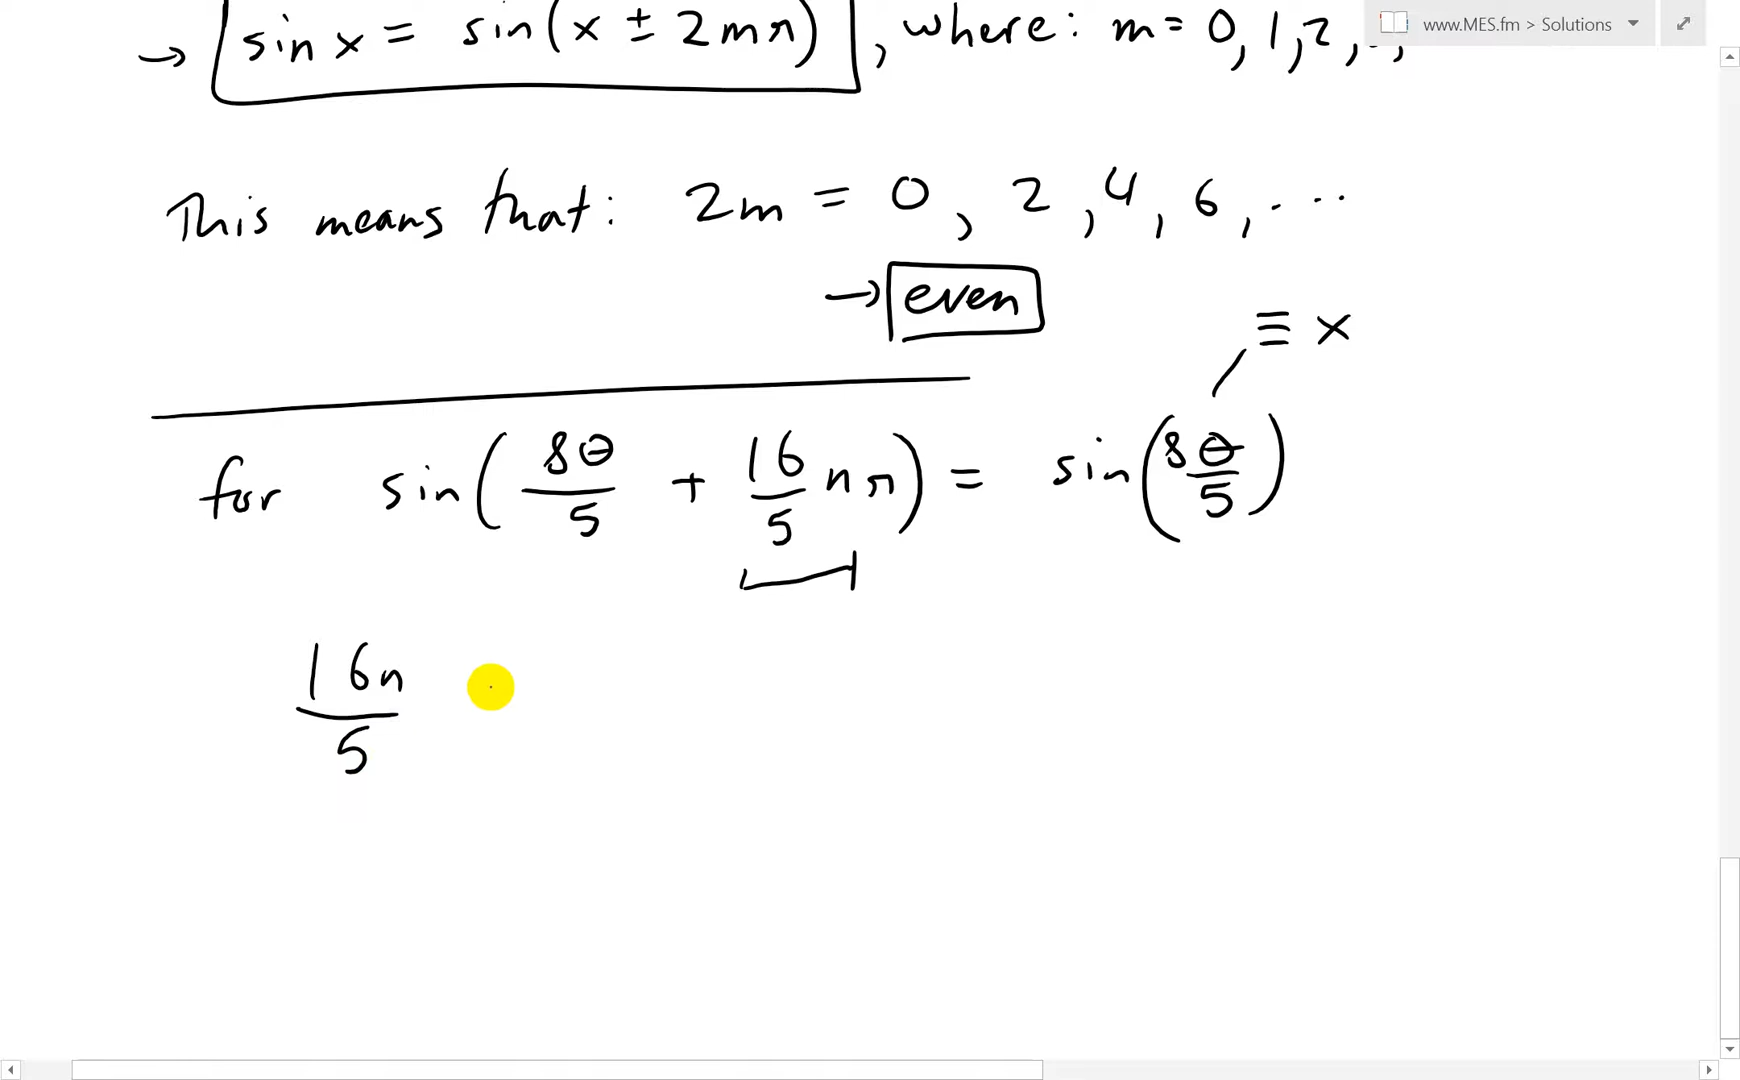 → sin x = sin(x ± 2mπ), where: m = 0, 1, 2, ...
www.MES.fm > Solutions
This means that: 2m = 0, 2, 4, 6, ...
→ even
≡ x
for sin(8θ/5 + 16/5 nπ) = sin(8θ/5)
16n/5